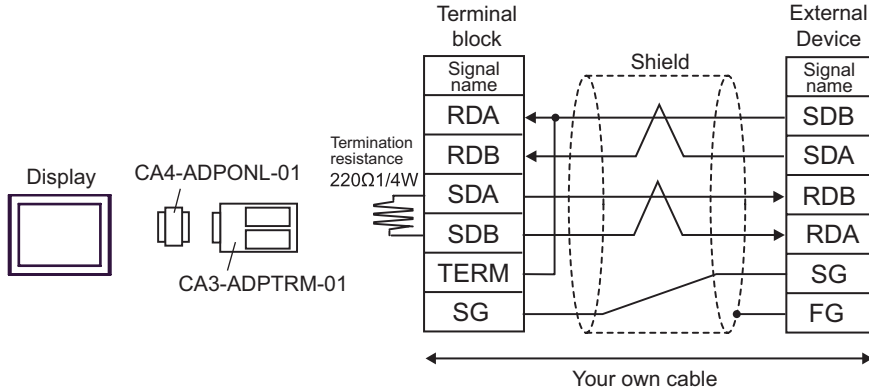 Terminal
block
External
Device
Shield
Signal
name
Signal
name
RDA
SDB
Termination
resistance
220Ω1/4W
RDB
SDA
Display
CA4-ADPONL-01
SDA
RDB
SDB
RDA
CA3-ADPTRM-01
TERM
SG
SG
FG
Your own cable